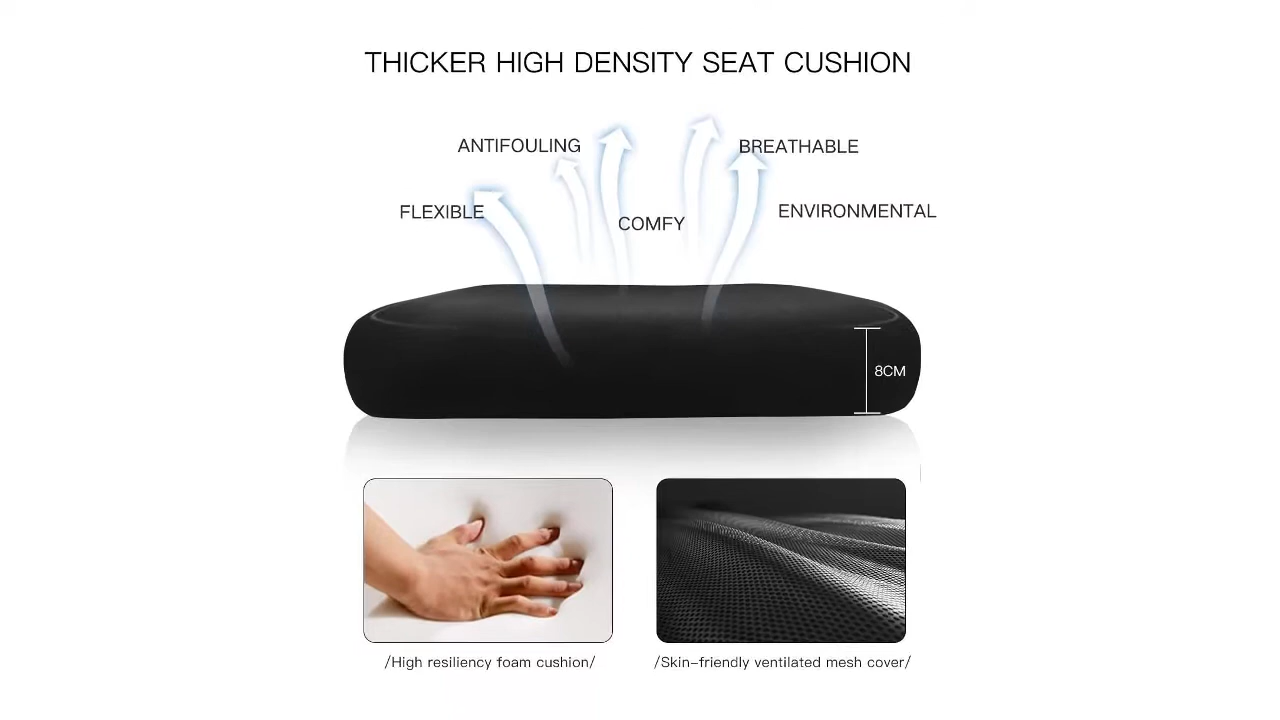 THICKER HIGH DENSITY SEAT CUSHION
ANTIFOULING
BREATHABLE
FLEXIBLE
COMFY
ENVIRONMENTAL
8CM
/High resiliency foam cushion/
/Skin-friendly ventilated mesh cover/